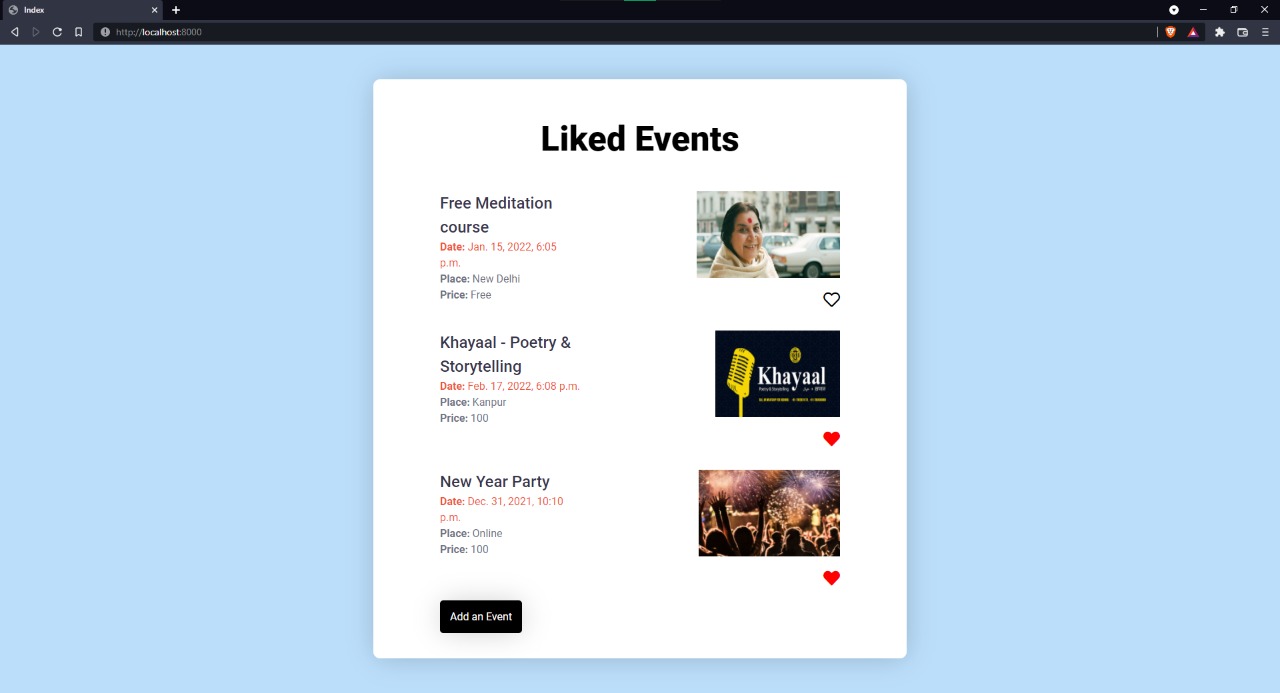 Index
http://localhost:8000
Liked Events
Free Meditation
course
Date: Jan. 15, 2022, 6:05
p.m.
Place: New Delhi
Price: Free
Khayaal - Poetry &
Storytelling
Date: Feb. 17, 2022, 6:08 p.m.
Place: Kanpur
Price: 100
Khayaal
Poetry & Storytelling
New Year Party
Date: Dec. 31, 2021, 10:10
p.m.
Place: Online
Price: 100
Add an Event